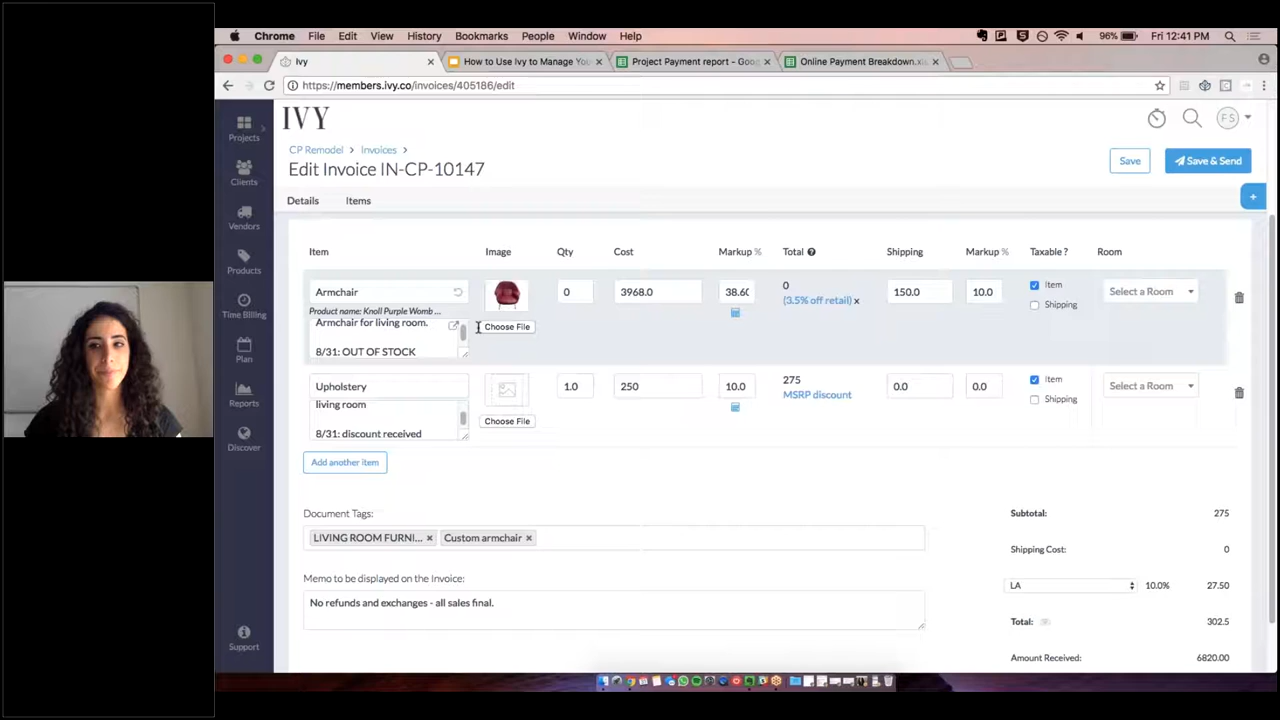 Chrome File Edit View History Bookmarks People Window Help 96% Fri 12:41 PM
Ivy How to Use Ivy to Manage You Project Payment report - Goog Online Payment Breakdown.xls
https://members.ivy.co/invoices/405186/edit
IVY
FS
CP Remodel > Invoices >
Edit Invoice IN-CP-10147
Save
Save & Send
Projects
Clients
Vendors
Products
Time Billing
Plan
Reports
Discover
Support
Details Items
+
Item Image Qty Cost Markup % Total Shipping Markup % Taxable ? Room
Armchair 0 3968.0 38.60 0 150.0 10.0 Item Select a Room
(3.5% off retail) x
Shipping
Product name: Knoll Purple Womb ...
Armchair for living room.
8/31: OUT OF STOCK
Choose File
Upholstery 1.0 250 10.0 275 0.0 0.0 Item Select a Room
MSRP discount
Shipping
living room
8/31: discount received
Choose File
Add another item
Document Tags:
LIVING ROOM FURNI... × Custom armchair ×
Memo to be displayed on the Invoice:
No refunds and exchanges - all sales final.
Subtotal: 275
Shipping Cost: 0
LA 10.0% 27.50
Total: 302.5
Amount Received: 6820.00